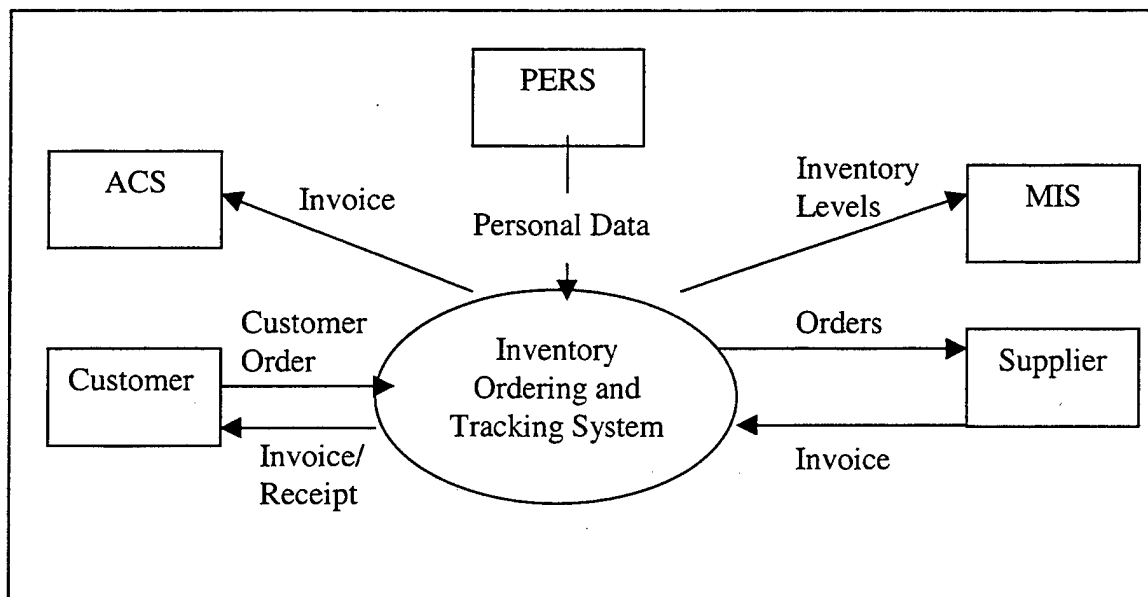 PERS
ACS
Invoice
Inventory
Levels
MIS
Personal Data
Customer
Order
Customer
Invoice/
Receipt
Inventory
Ordering and
Tracking System
Orders
Supplier
Invoice